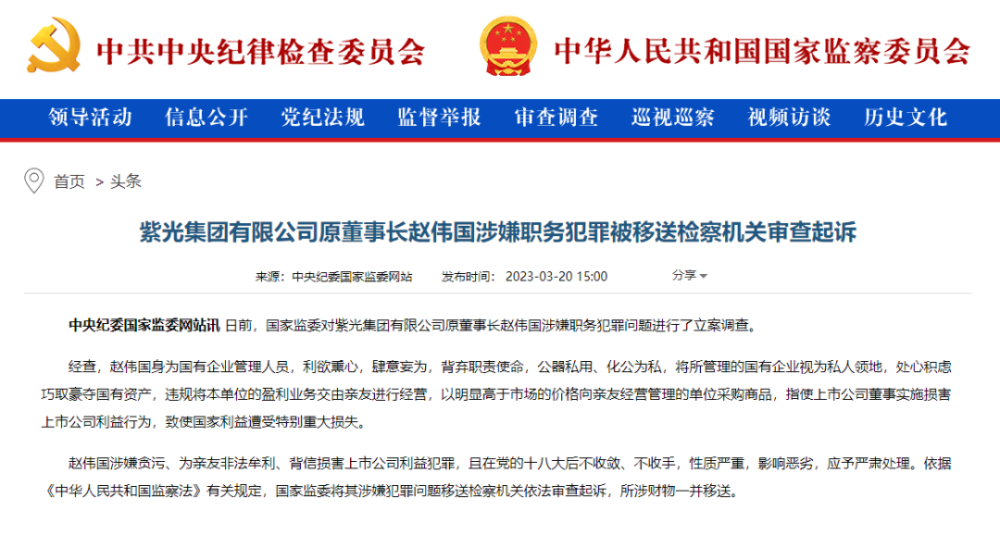 中共中央纪律检查委员会 中华人民共和国国家监察委员会
领导活动 信息公开 党纪法规 监督举报 审查调查 巡视巡察 视频访谈 历史文化
首页 > 头条
紫光集团有限公司原董事长赵伟国涉嫌职务犯罪被移送检察机关审查起诉
来源：中央纪委国家监委网站 发布时间：2023-03-20 15:00 分享
中央纪委国家监委网站讯 日前，国家监委对紫光集团有限公司原董事长赵伟国涉嫌职务犯罪问题进行了立案调查。
经查，赵伟国身为国有企业管理人员，利欲熏心，肆意妄为，背弃职责使命，公器私用、化公为私，将所管理的国有企业视为私人领地，处心积虑
巧取豪夺国有资产，违规将本单位的盈利业务交由亲友进行经营，以明显高于市场的价格向亲友经营管理的单位采购商品，指使上市公司董事实施损害
上市公司利益行为，致使国家利益遭受特别重大损失。
赵伟国涉嫌贪污、为亲友非法牟利、背信损害上市公司利益犯罪，且在党的十八大后不收敛、不收手，性质严重，影响恶劣，应予严肃处理。依据
《中华人民共和国监察法》有关规定，国家监委将其涉嫌犯罪问题移送检察机关依法审查起诉，所涉财物一并移送。